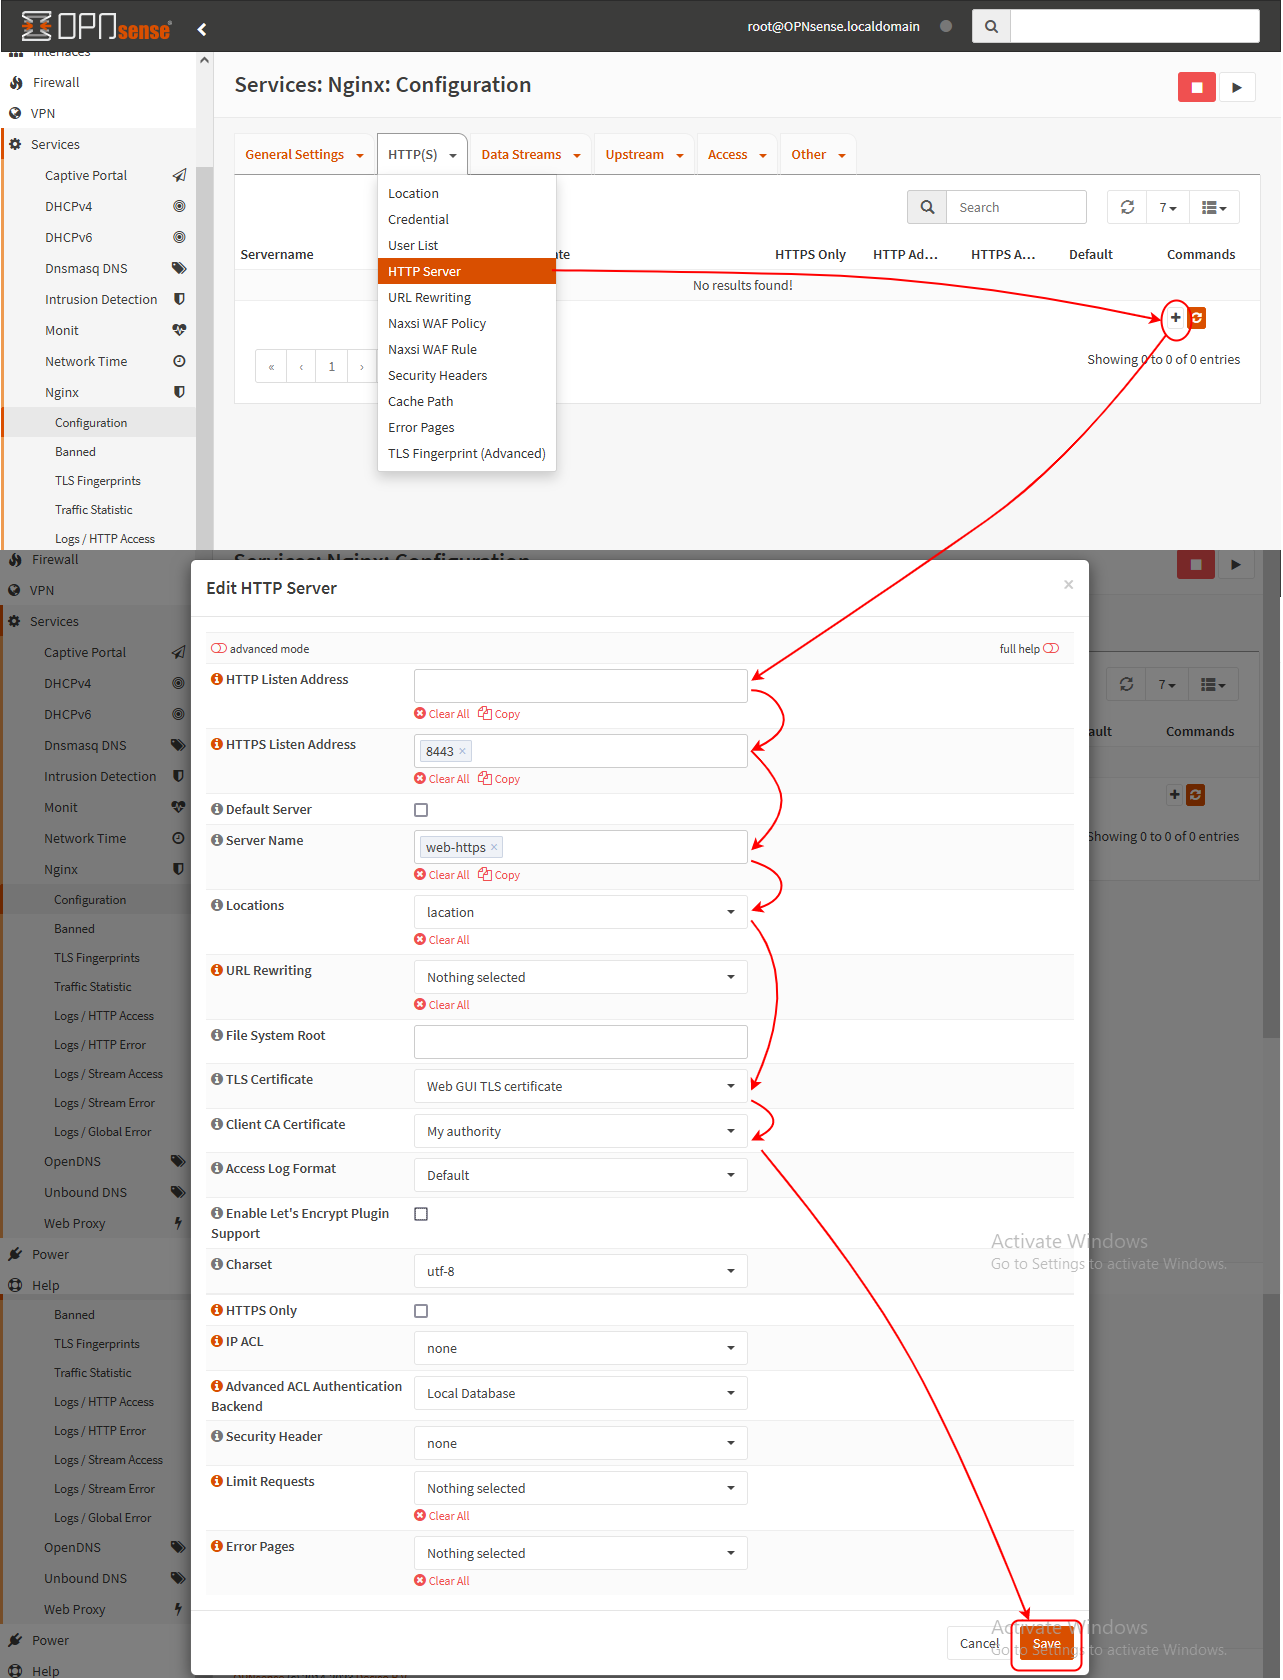 OPNsense
root@OPNsense.localdomain
Interfaces
Firewall
VPN
Services
Captive Portal
DHCPv4
DHCPv6
Dnsmasq DNS
Intrusion Detection
Monit
Network Time
Nginx
Configuration
Banned
TLS Fingerprints
Traffic Statistic
Logs / HTTP Access
Services: Nginx: Configuration
General Settings
HTTP(S)
Data Streams
Upstream
Access
Other
Location
Credential
User List
HTTP Server
URL Rewriting
Naxsi WAF Policy
Naxsi WAF Rule
Security Headers
Cache Path
Error Pages
TLS Fingerprint (Advanced)
Search
7
Servername
ate
HTTPS Only
HTTP Ad...
HTTPS A...
Default
Commands
No results found!
« ‹ 1 ›
Showing 0 to 0 of 0 entries
Firewall
VPN
Services
Captive Portal
DHCPv4
DHCPv6
Dnsmasq DNS
Intrusion Detection
Monit
Network Time
Nginx
Configuration
Banned
TLS Fingerprints
Traffic Statistic
Logs / HTTP Access
Logs / HTTP Error
Logs / Stream Access
Logs / Stream Error
Logs / Global Error
OpenDNS
Unbound DNS
Web Proxy
Power
Help
Banned
TLS Fingerprints
Traffic Statistic
Logs / HTTP Access
Logs / HTTP Error
Logs / Stream Access
Logs / Stream Error
Logs / Global Error
OpenDNS
Unbound DNS
Web Proxy
Power
Help
Services: Nginx: Configuration
7
ault
Commands
howing 0 to 0 of 0 entries
Edit HTTP Server ×
advanced mode
full help
HTTP Listen Address
Clear All Copy
HTTPS Listen Address
8443 ×
Clear All Copy
Default Server
Server Name
web-https ×
Clear All Copy
Locations
lacation
Clear All
URL Rewriting
Nothing selected
Clear All
File System Root
TLS Certificate
Web GUI TLS certificate
Client CA Certificate
My authority
Access Log Format
Default
Enable Let's Encrypt Plugin
Support
Charset
utf-8
HTTPS Only
IP ACL
none
Advanced ACL Authentication
Backend
Local Database
Security Header
none
Limit Requests
Nothing selected
Clear All
Error Pages
Nothing selected
Clear All
Cancel
Save
Activate Windows
Go to Settings to activate Windows.
Activate Windows
Go to Settings to activate Windows.